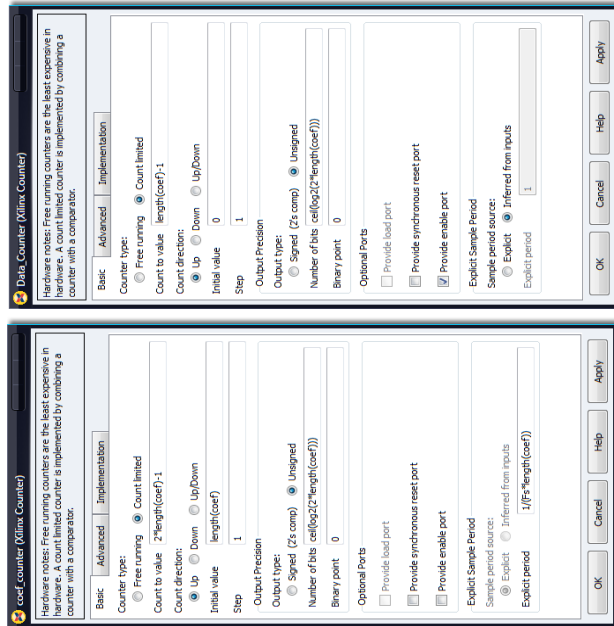 coef_counter (Xilinx Counter)
Hardware notes: Free running counters are the least expensive in
hardware. A count limited counter is implemented by combining a
counter with a comparator.
Basic Advanced Implementation
Counter type:
Free running Count limited
Count to value 2*length(coef)-1
Count direction:
Up Down Up/Down
Initial value length(coef)
Step 1
Output Precision
Output type:
Signed (2's comp) Unsigned
Number of bits ceil(log2(2*length(coef)))
Binary point 0
Optional Ports
Provide load port
Provide synchronous reset port
Provide enable port
Explicit Sample Period
Sample period source:
Explicit Inferred from inputs
Explicit period 1/(Fs*length(coef))
OK Cancel Help Apply
Data_Counter (Xilinx Counter)
Hardware notes: Free running counters are the least expensive in
hardware. A count limited counter is implemented by combining a
counter with a comparator.
Basic Advanced Implementation
Counter type:
Free running Count limited
Count to value length(coef)-1
Count direction:
Up Down Up/Down
Initial value 0
Step 1
Output Precision
Output type:
Signed (2's comp) Unsigned
Number of bits ceil(log2(2*length(coef)))
Binary point 0
Optional Ports
Provide load port
Provide synchronous reset port
Provide enable port
Explicit Sample Period
Sample period source:
Explicit Inferred from inputs
Explicit period 1
OK Cancel Help Apply